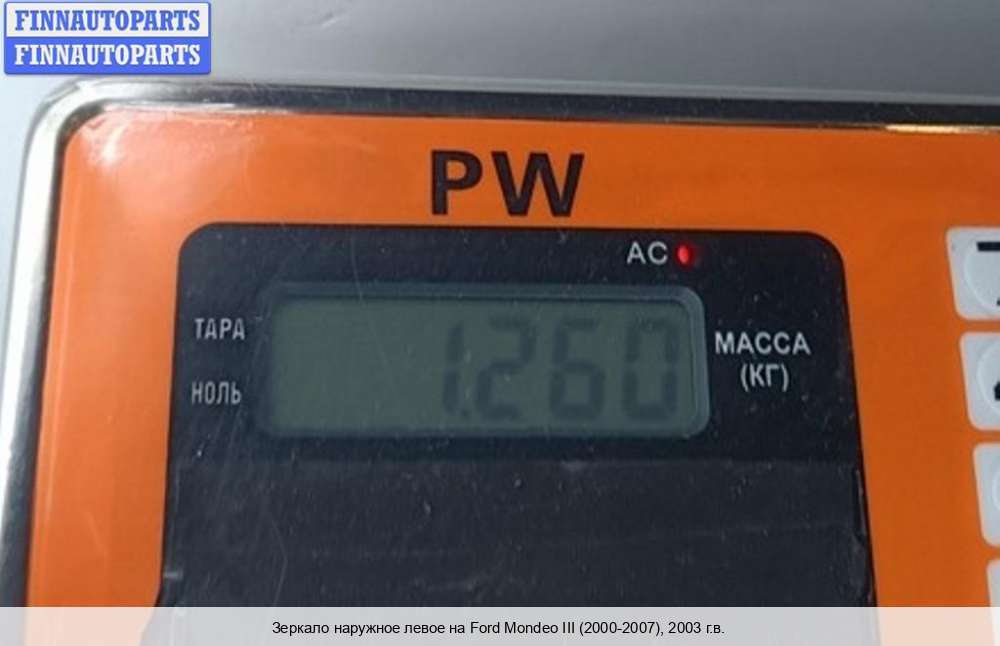 FINNAUTOPARTS
FINNAUTOPARTS
PW
AC
ТАРА
1.260
МАССА
(КГ)
НОЛЬ
Зеркало наружное левое на Ford Mondeo III (2000-2007), 2003 г.в.